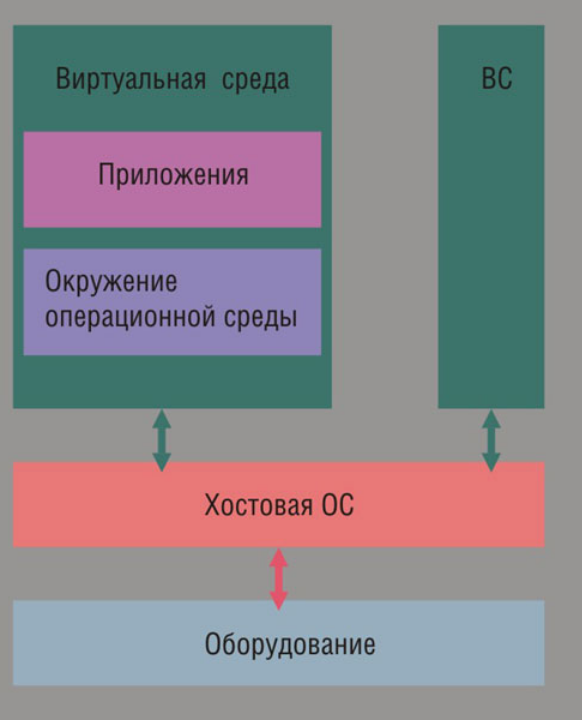 Виртуальная среда
ВС
Приложения
Окружение
операционной среды
Хостовая ОС
Оборудование